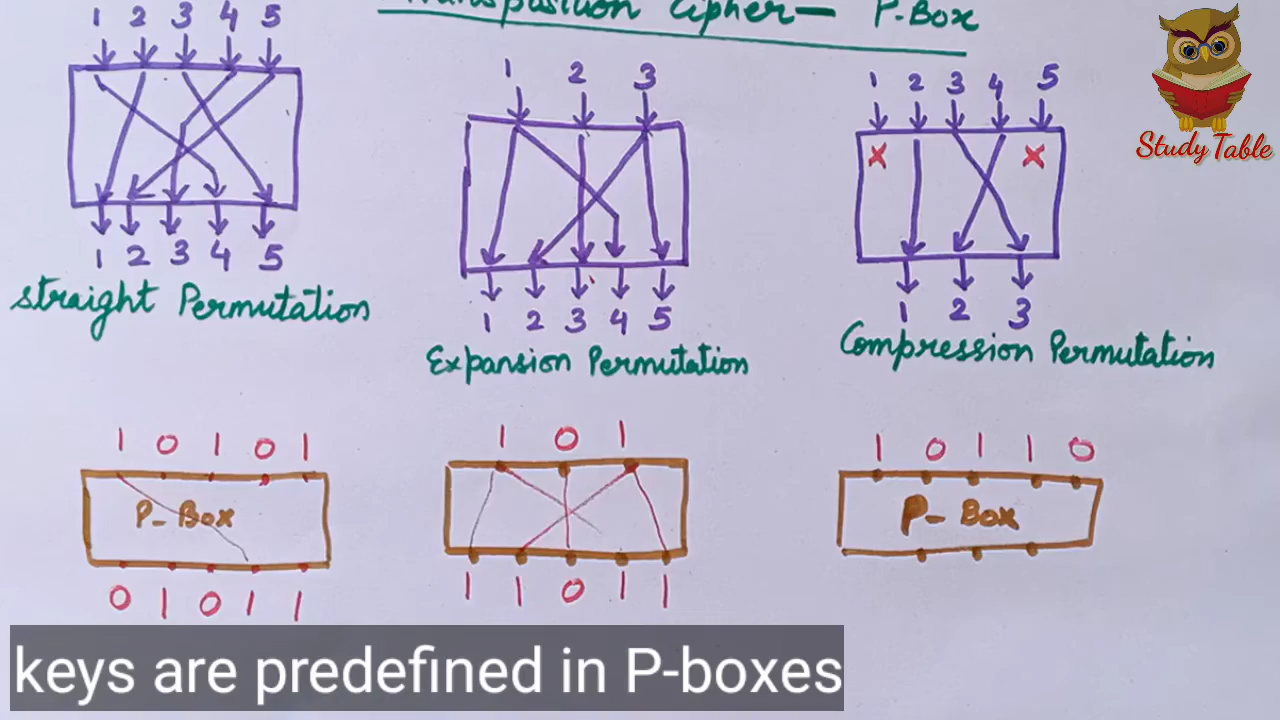 Transposition Cipher — P-Box
1 2 3 4 5
1 2 3
1 2 3 4 5
Study Table
x x
1 2 3 4 5
1 2 3 4 5
1 2 3
Straight Permutation
Expansion Permutation
Compression Permutation
1 0 1 0 1
1 0 1
1 0 1 1 0
P-Box
P-Box
0 1 0 1 1
1 1 0 1 1
keys are predefined in P-boxes